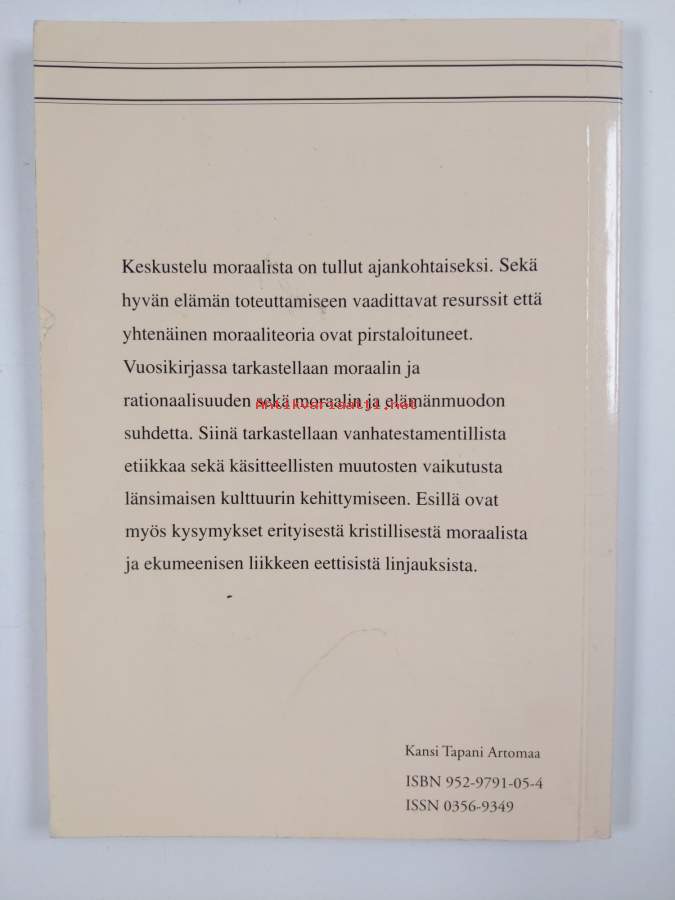 Keskustelu moraalista on tullut ajankohtaiseksi. Sekä
hyvän elämän toteuttamiseen vaadittavat resurssit että
yhtenäinen moraaliteoria ovat pirstaloituneet.
Vuosikirjassa tarkastellaan moraalin ja
rationaalisuuden sekä moraalin ja elämänmuodon
Antikvariaatti.net
suhdetta. Siinä tarkastellaan vanhatestamentillista
etiikkaa sekä käsitteellisten muutosten vaikutusta
länsimaisen kulttuurin kehittymiseen. Esillä ovat
myös kysymykset erityisestä kristillisestä moraalista
ja ekumeenisen liikkeen eettisistä linjauksista.
Kansi Tapani Artomaa
ISBN 952-9791-05-4
ISSN 0356-9349